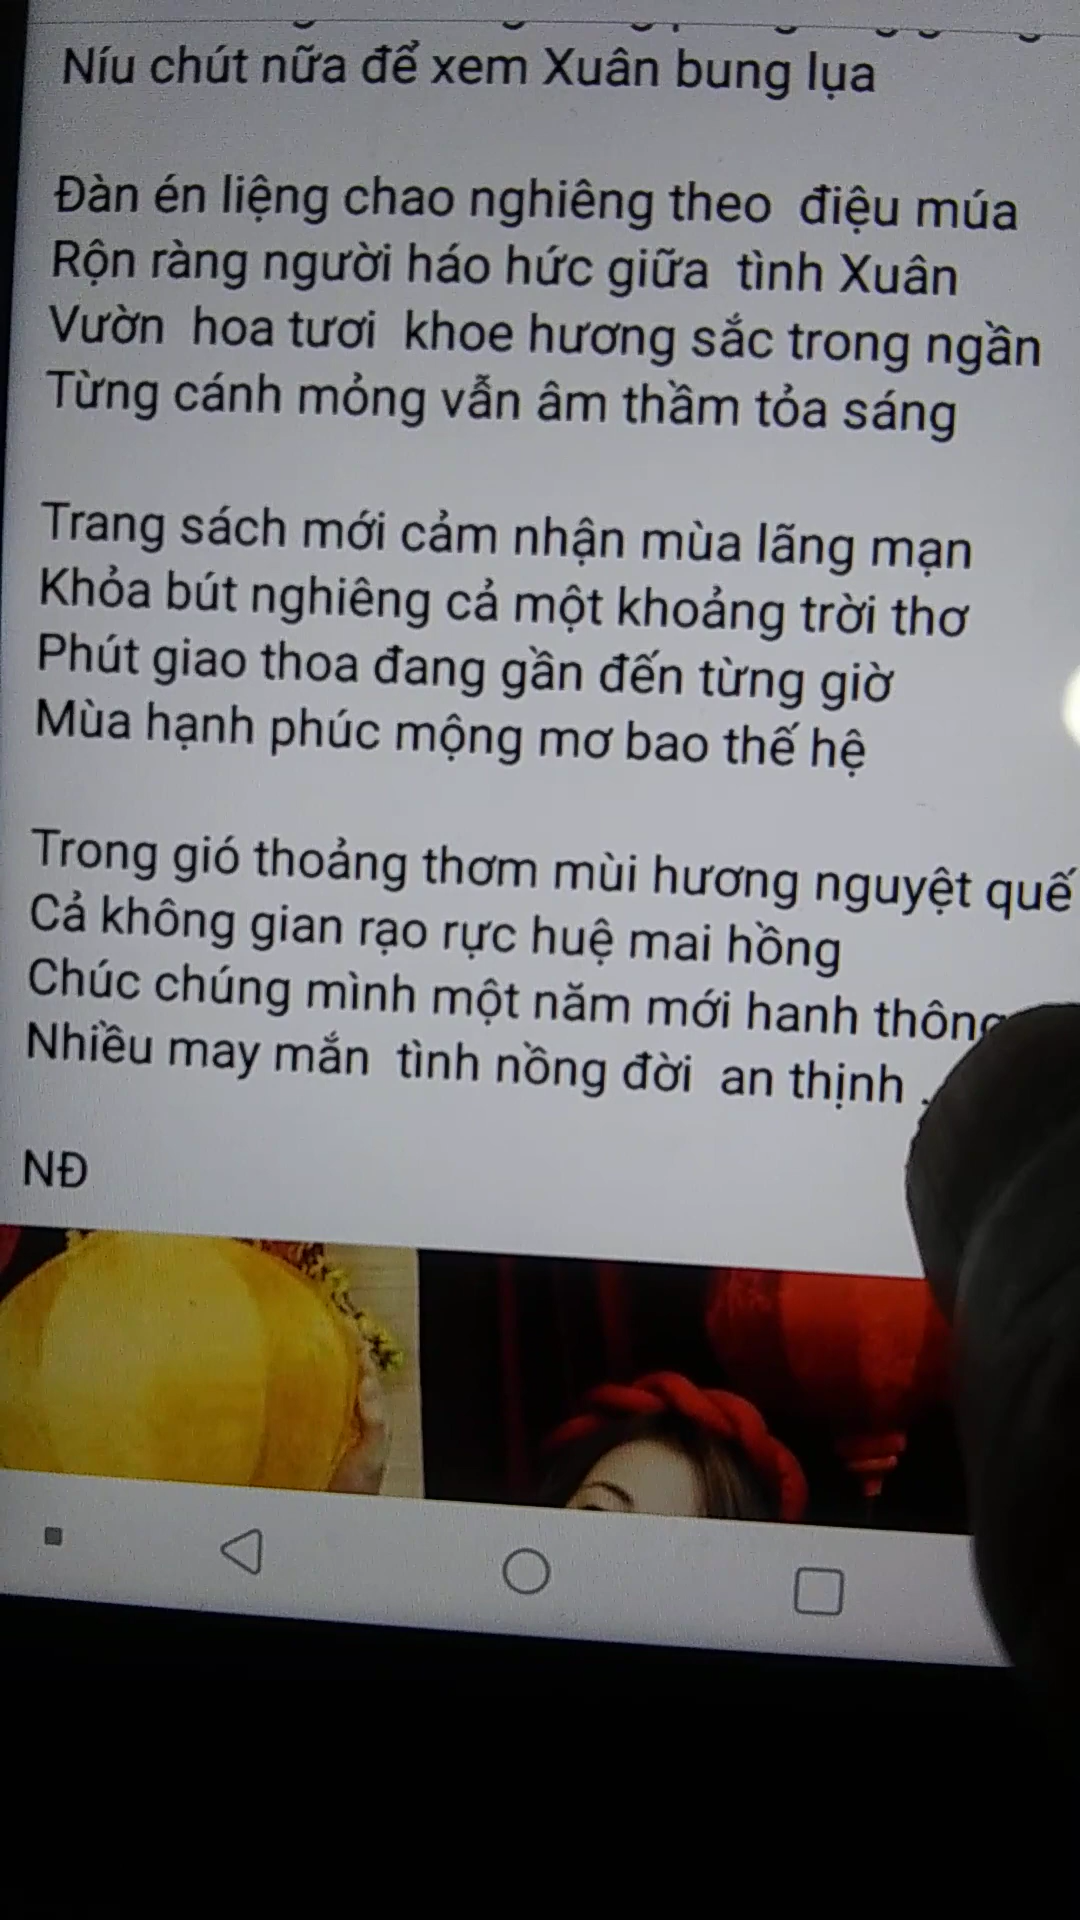 Níu chút nữa để xem Xuân bung lụa
Đàn én liệng chao nghiêng theo điệu múa
Rộn ràng người háo hức giữa tình Xuân
Vườn hoa tươi khoe hương sắc trong ngần
Từng cánh mỏng vẫn âm thầm tỏa sáng
Trang sách mới cảm nhận mùa lãng mạn
Khỏa bút nghiêng cả một khoảng trời thơ
Phút giao thoa đang gần đến từng giờ
Mùa hạnh phúc mộng mơ bao thế hệ
Trong gió thoảng thơm mùi hương nguyệt quế
Cả không gian rạo rực huệ mai hồng
Chúc chúng mình một năm mới hanh thông
Nhiều may mắn tình nồng đời an thịnh .
NĐ